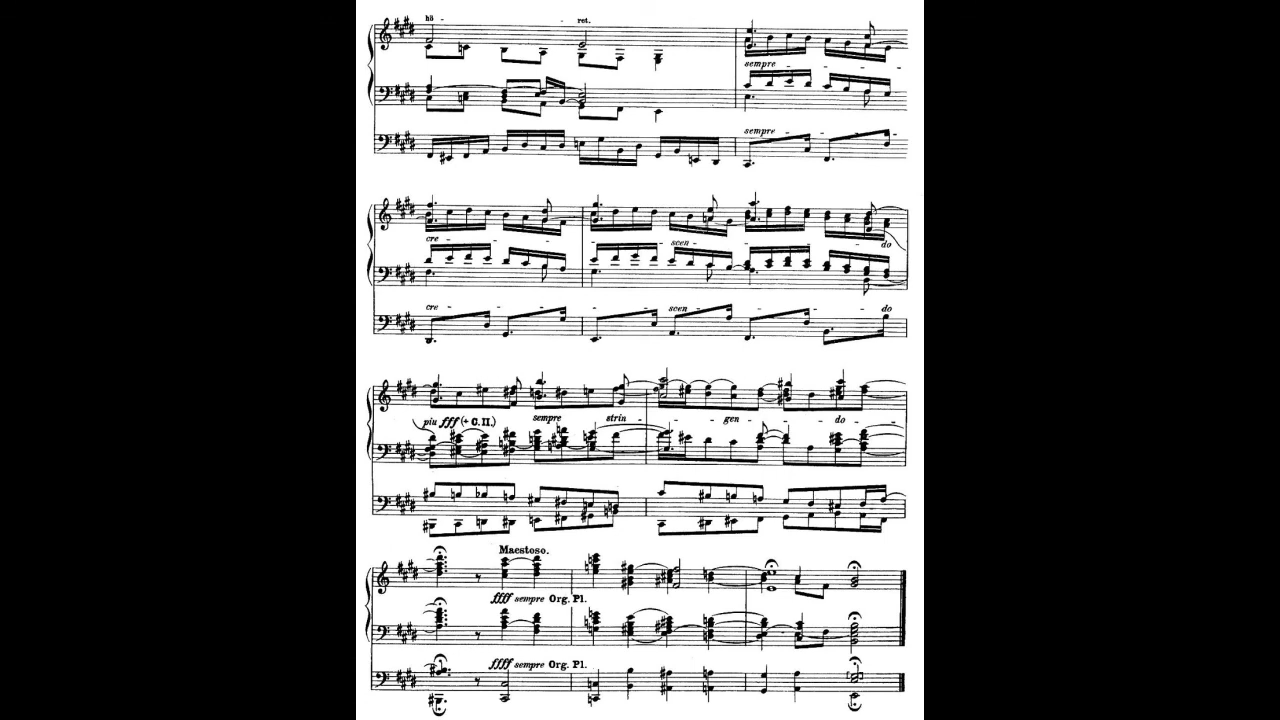 hö - ret.
sempre - - -
sempre - - -
cre - - - - scen - - - - do
cre - - - - scen - - - - do
più fff (+ C. II.) sempre strin - - gen - - do - -
Maestoso.
ffff sempre Org. Pl.
ffff sempre Org. Pl.